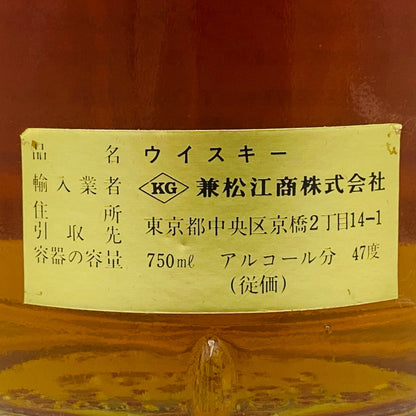 品名 ウイスキー
輸入業者 KG 兼松江商株式会社
住所
引取先 東京都中央区京橋2丁目14-1
容器の容量 750ml アルコール分 47度
(従価)